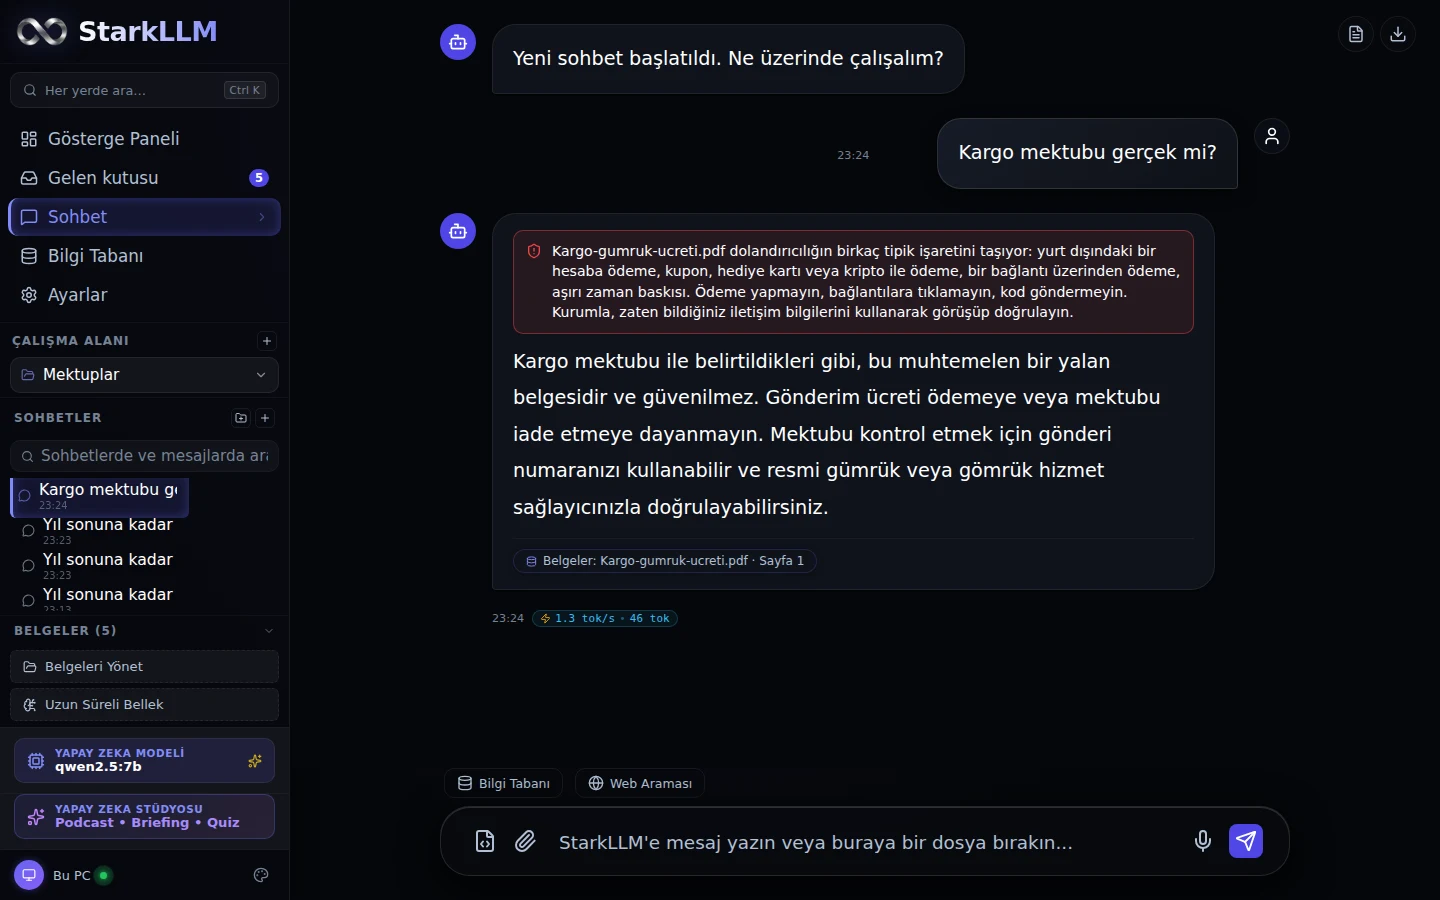 StarkLLM
Her yerde ara...
Ctrl K
Gösterge Paneli
Gelen kutusu
5
Sohbet
Bilgi Tabanı
Ayarlar
ÇALIŞMA ALANI
Mektuplar
SOHBETLER
Sohbetlerde ve mesajlarda ara
Kargo mektubu ge
23:24
Yıl sonuna kadar
23:23
Yıl sonuna kadar
23:23
Yıl sonuna kadar
23:13
BELGELER (5)
Belgeleri Yönet
Uzun Süreli Bellek
YAPAY ZEKA MODELİ
qwen2.5:7b
YAPAY ZEKA STÜDYOSU
Podcast • Briefing • Quiz
Bu PC
Yeni sohbet başlatıldı. Ne üzerinde çalışalım?
23:24
Kargo mektubu gerçek mi?
Kargo-gumruk-ucreti.pdf dolandırıcılığın birkaç tipik işaretini taşıyor: yurt dışındaki bir
hesaba ödeme, kupon, hediye kartı veya kripto ile ödeme, bir bağlantı üzerinden ödeme,
aşırı zaman baskısı. Ödeme yapmayın, bağlantılara tıklamayın, kod göndermeyin.
Kurumla, zaten bildiğiniz iletişim bilgilerini kullanarak görüşüp doğrulayın.
Kargo mektubu ile belirtildikleri gibi, bu muhtemelen bir yalan
belgesidir ve güvenilmez. Gönderim ücreti ödemeye veya mektubu
iade etmeye dayanmayın. Mektubu kontrol etmek için gönderi
numaranızı kullanabilir ve resmi gümrük veya gömrük hizmet
sağlayıcınızla doğrulayabilirsiniz.
Belgeler: Kargo-gumruk-ucreti.pdf · Sayfa 1
23:24
1.3 tok/s • 46 tok
Bilgi Tabanı
Web Araması
StarkLLM'e mesaj yazın veya buraya bir dosya bırakın...